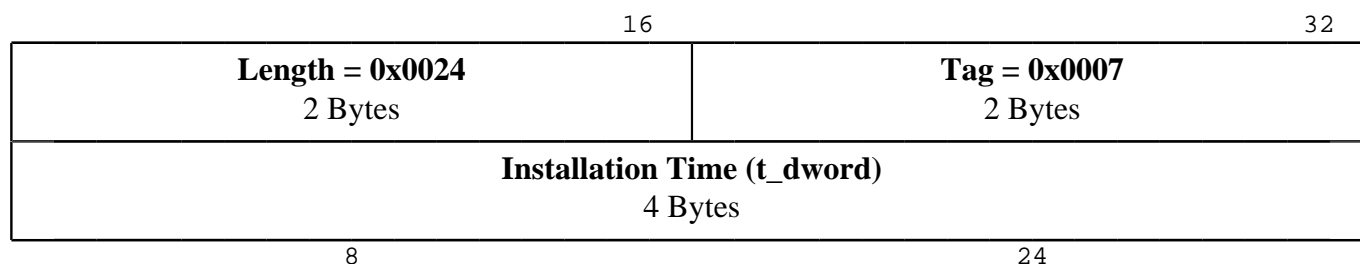 16 32
Length = 0x0024 Tag = 0x0007
2 Bytes 2 Bytes
Installation Time (t_dword)
4 Bytes
8 24